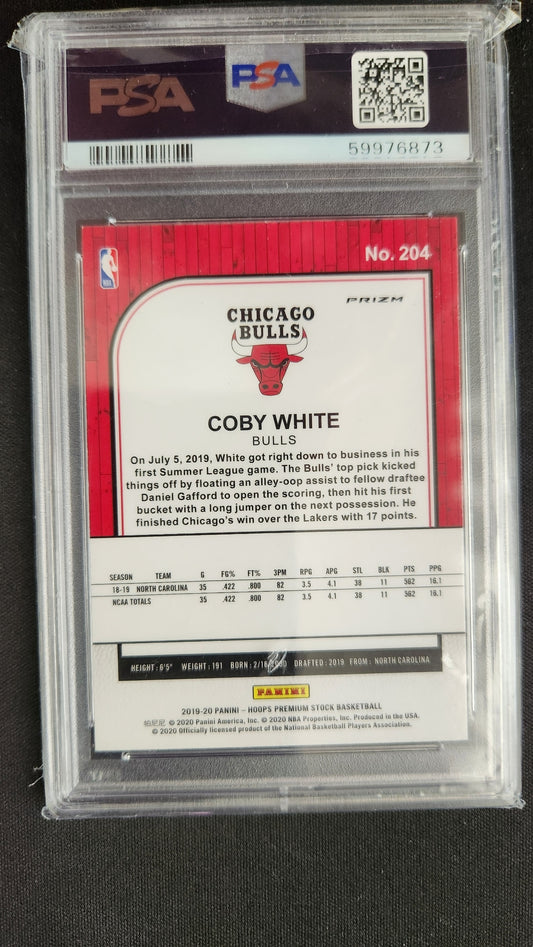 PSA
PSA
59976873
NBA
No. 204
PRIZM
CHICAGO
BULLS
COBY WHITE
BULLS
On July 5, 2019, White got right down to business in his
first Summer League game. The Bulls' top pick kicked
things off by floating an alley-oop assist to fellow draftee
Daniel Gafford to open the scoring, then hit his first
bucket with a long jumper on the next possession. He
finished Chicago's win over the Lakers with 17 points.
SEASON TEAM G FG% FT% 3PM RPG APG STL BLK PTS PPG
18-19 NORTH CAROLINA 35 .422 .800 82 3.5 4.1 38 11 562 16.1
NCAA TOTALS 35 .422 .800 82 3.5 4.1 38 11 562 16.1
HEIGHT: 6'5" WEIGHT: 191 BORN: 2/16/2000 DRAFTED: 2019 FROM: NORTH CAROLINA
PANINI
2019-20 PANINI – HOOPS PREMIUM STOCK BASKETBALL
帕尼尼 © 2020 Panini America, Inc. © 2020 NBA Properties, Inc. Produced in the USA.
© 2020 Officially licensed product of the National Basketball Players Association.